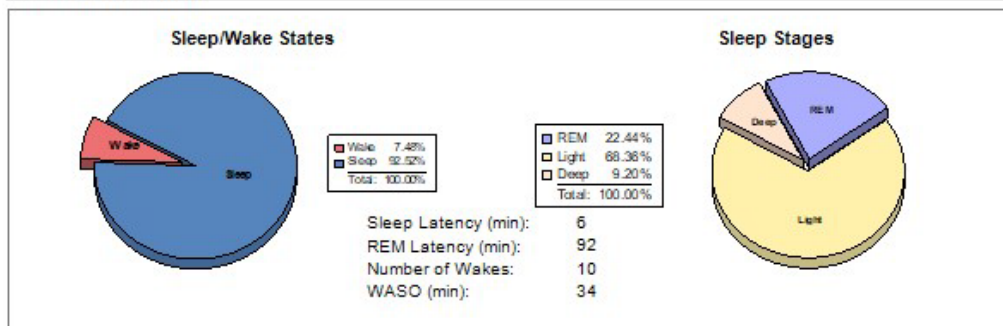 Sleep/Wake States
Wake
Sleep
Wake 7.48%
Sleep 92.52%
Total: 100.00%
Sleep Stages
REM
Deep
Light
REM 22.44%
Light 68.36%
Deep 9.20%
Total: 100.00%
Sleep Latency (min): 6
REM Latency (min): 92
Number of Wakes: 10
WASO (min): 34